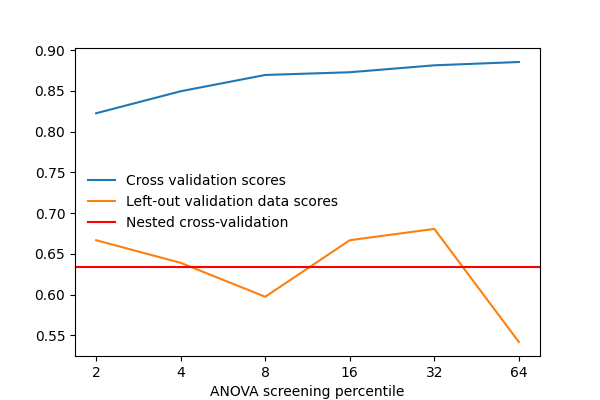 0.90
0.85
0.80
0.75
0.70
0.65
0.60
0.55
Cross validation scores
Left-out validation data scores
Nested cross-validation
2 4 8 16 32 64
ANOVA screening percentile